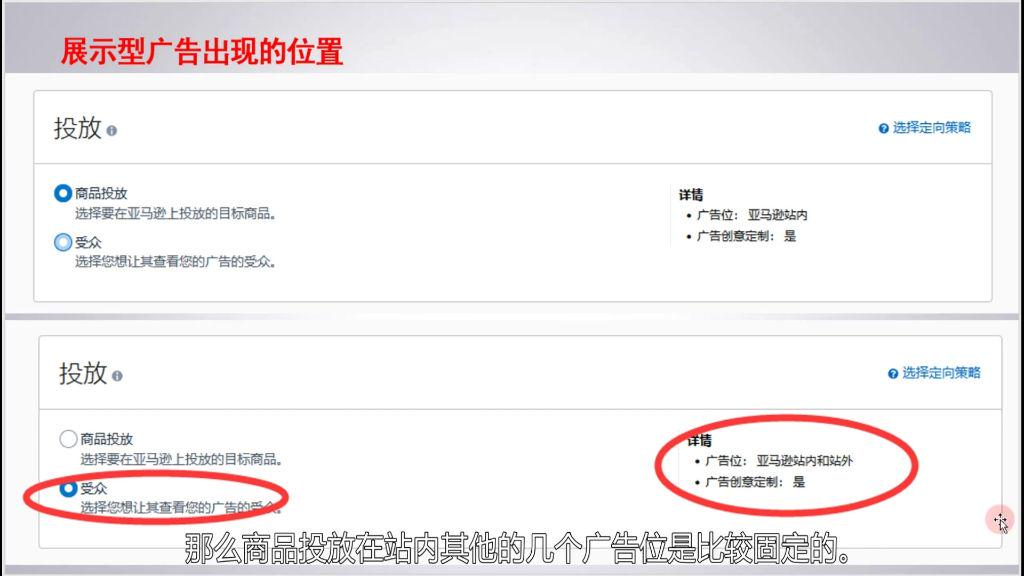 展示型广告出现的位置
投放
选择定向策略
商品投放
选择要在亚马逊上投放的目标商品。
受众
选择您想让其查看您的广告的受众。
详情
• 广告位： 亚马逊站内
• 广告创意定制： 是
投放
选择定向策略
商品投放
选择要在亚马逊上投放的目标商品。
受众
选择您想让其查看您的广告的受众。
详情
• 广告位： 亚马逊站内和站外
• 广告创意定制： 是
那么商品投放在站内其他的几个广告位是比较固定的。